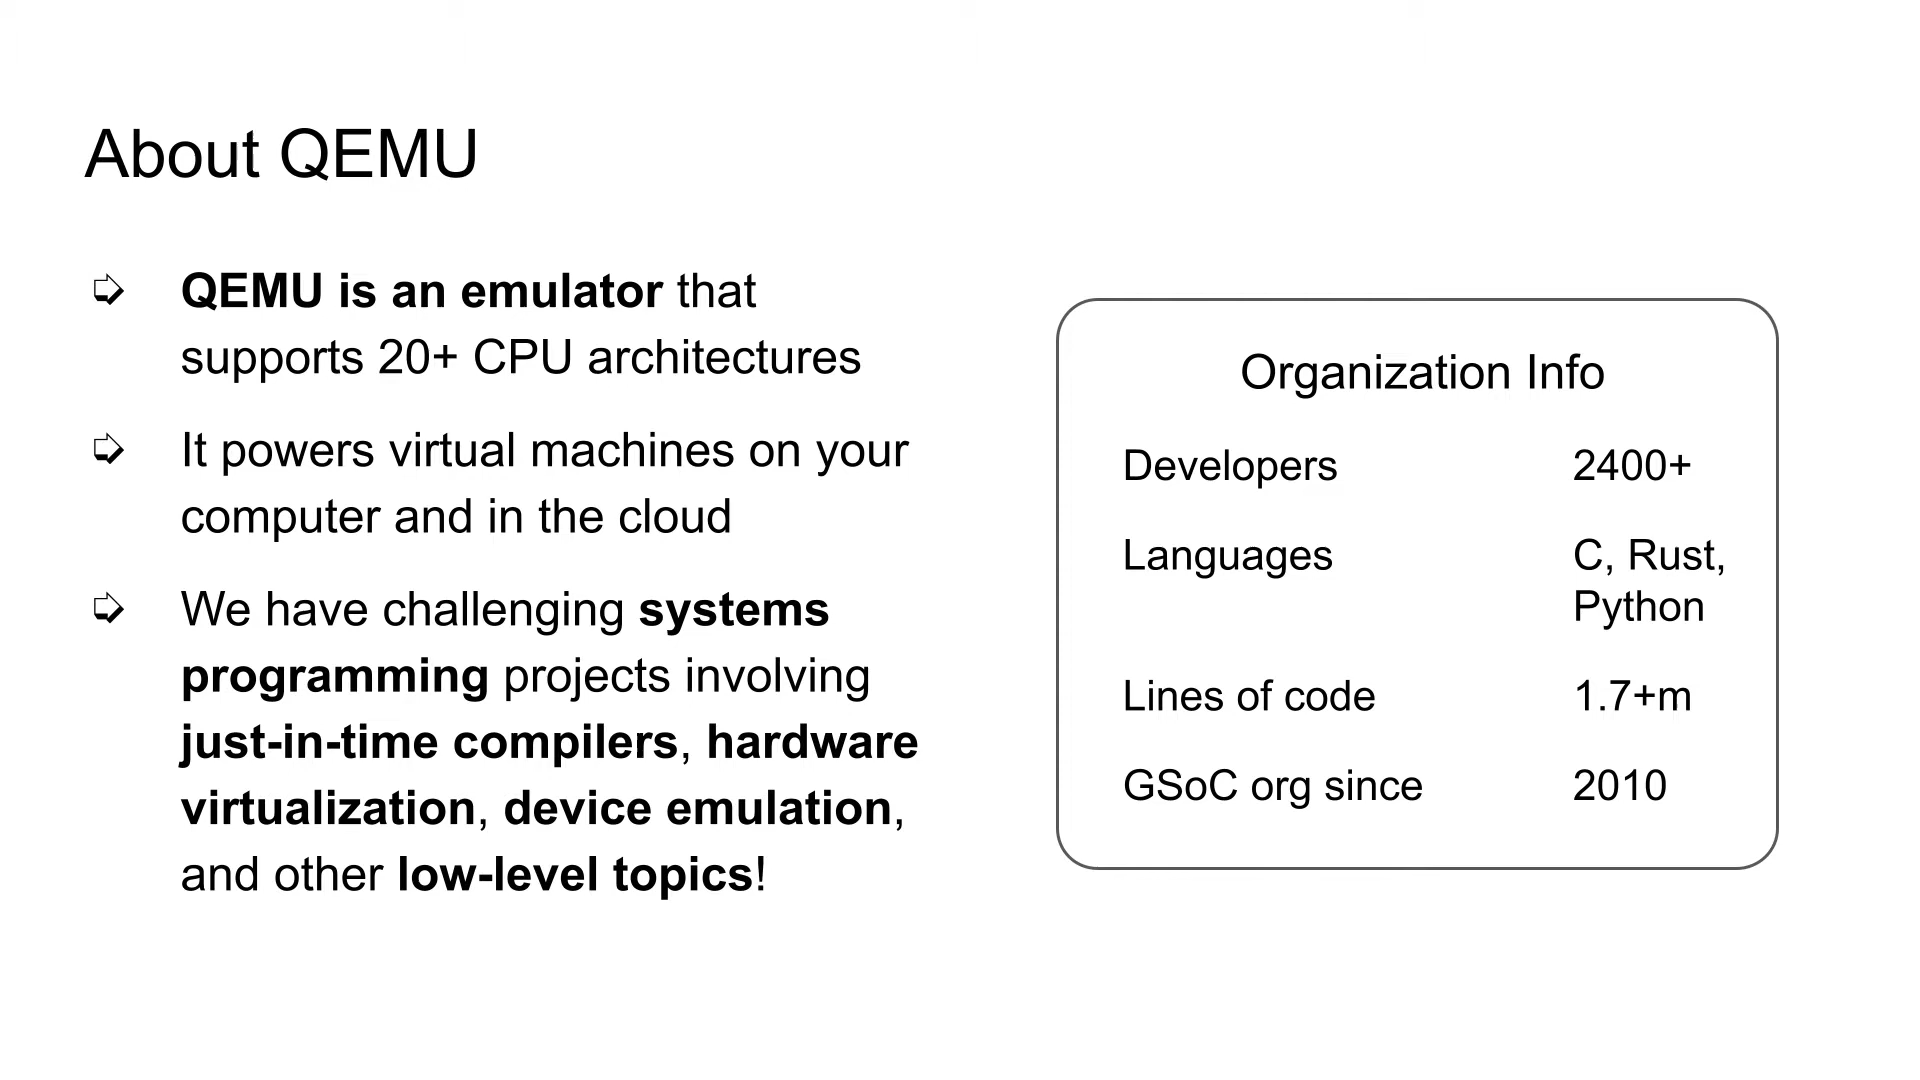 About QEMU
➩ QEMU is an emulator that
supports 20+ CPU architectures
➩ It powers virtual machines on your
computer and in the cloud
➩ We have challenging systems
programming projects involving
just-in-time compilers, hardware
virtualization, device emulation,
and other low-level topics!
Organization Info
Developers 2400+
Languages C, Rust,
Python
Lines of code 1.7+m
GSoC org since 2010